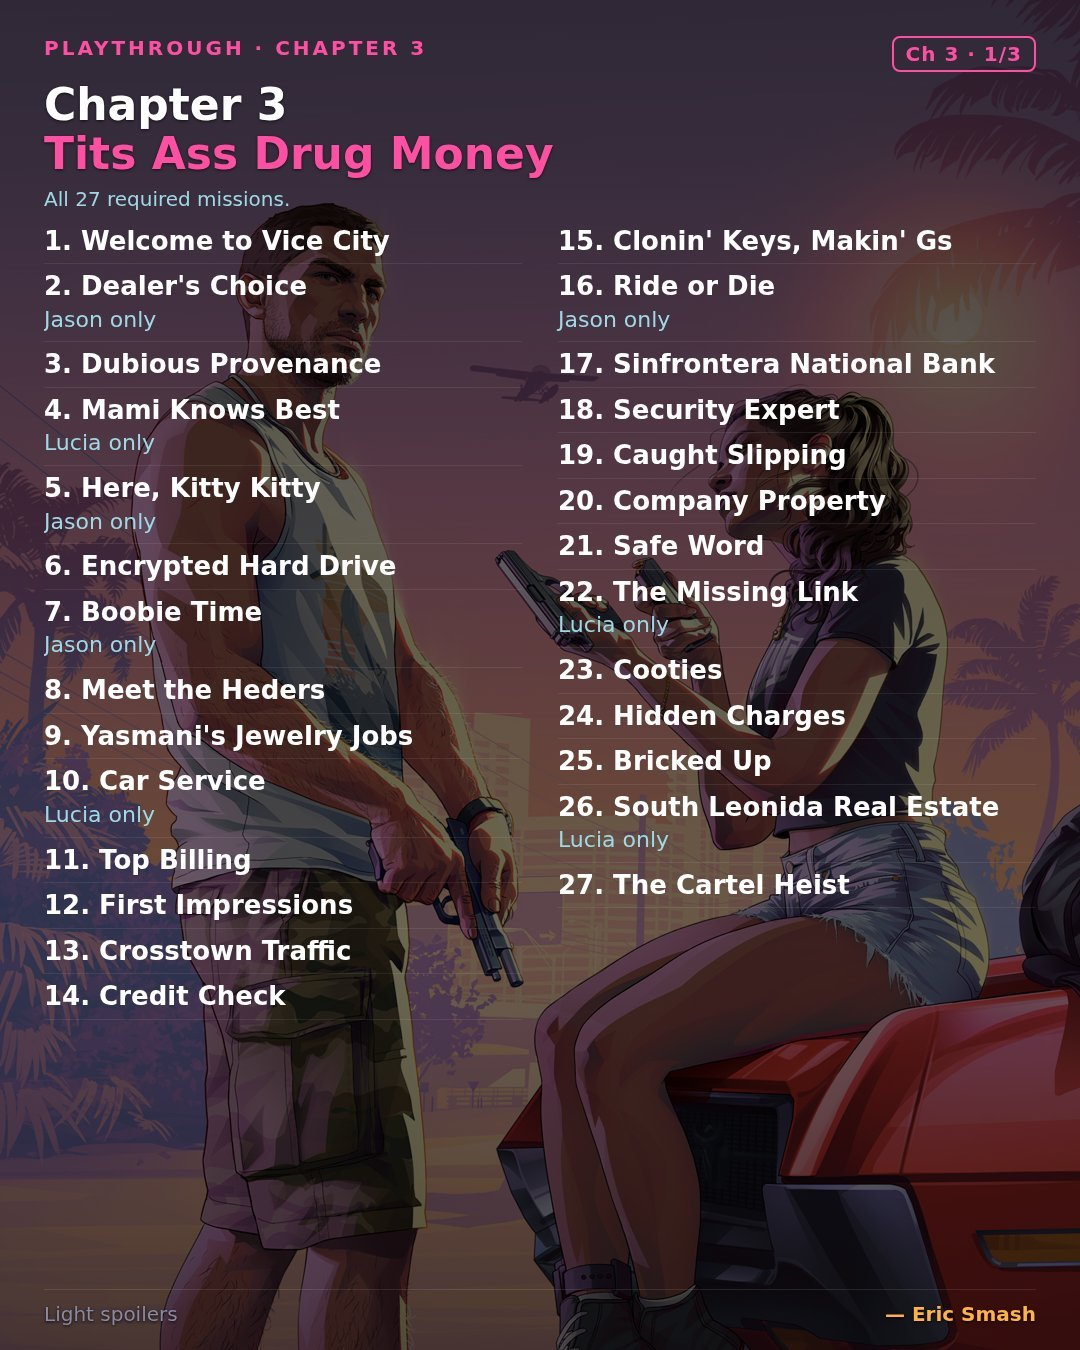 PLAYTHROUGH · CHAPTER 3
Ch 3 · 1/3
Chapter 3
Tits Ass Drug Money
All 27 required missions.
1. Welcome to Vice City
2. Dealer's Choice
Jason only
3. Dubious Provenance
4. Mami Knows Best
Lucia only
5. Here, Kitty Kitty
Jason only
6. Encrypted Hard Drive
7. Boobie Time
Jason only
8. Meet the Heders
9. Yasmani's Jewelry Jobs
10. Car Service
Lucia only
11. Top Billing
12. First Impressions
13. Crosstown Traffic
14. Credit Check
15. Clonin' Keys, Makin' Gs
16. Ride or Die
Jason only
17. Sinfrontera National Bank
18. Security Expert
19. Caught Slipping
20. Company Property
21. Safe Word
22. The Missing Link
Lucia only
23. Cooties
24. Hidden Charges
25. Bricked Up
26. South Leonida Real Estate
Lucia only
27. The Cartel Heist
Light spoilers
— Eric Smash